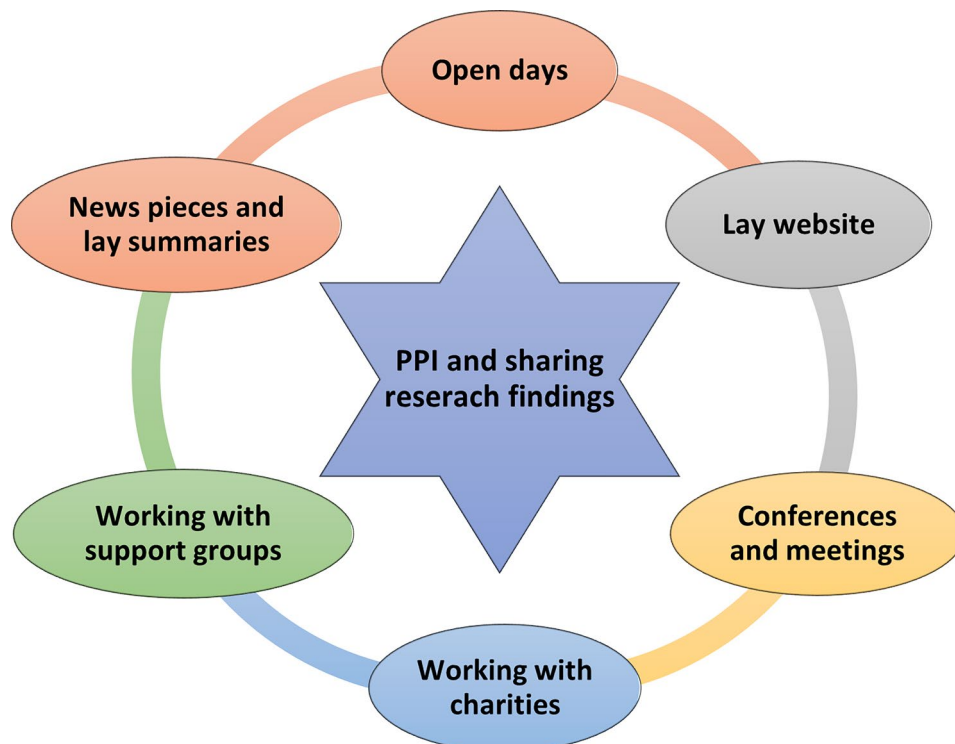 Open days
News pieces and
lay summaries
Lay website
PPI and sharing
reserach findings
Working with
support groups
Conferences
and meetings
Working with
charities